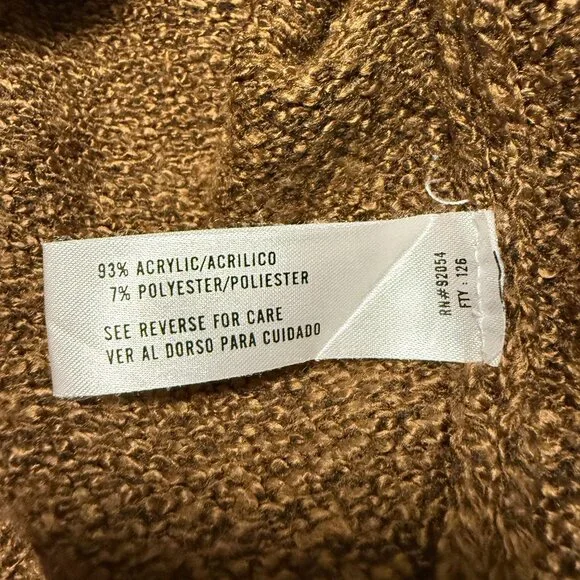 93% ACRYLIC/ACRILICO
7% POLYESTER/POLIESTER
SEE REVERSE FOR CARE
VER AL DORSO PARA CUIDADO
RN# 92054
FTY : 126